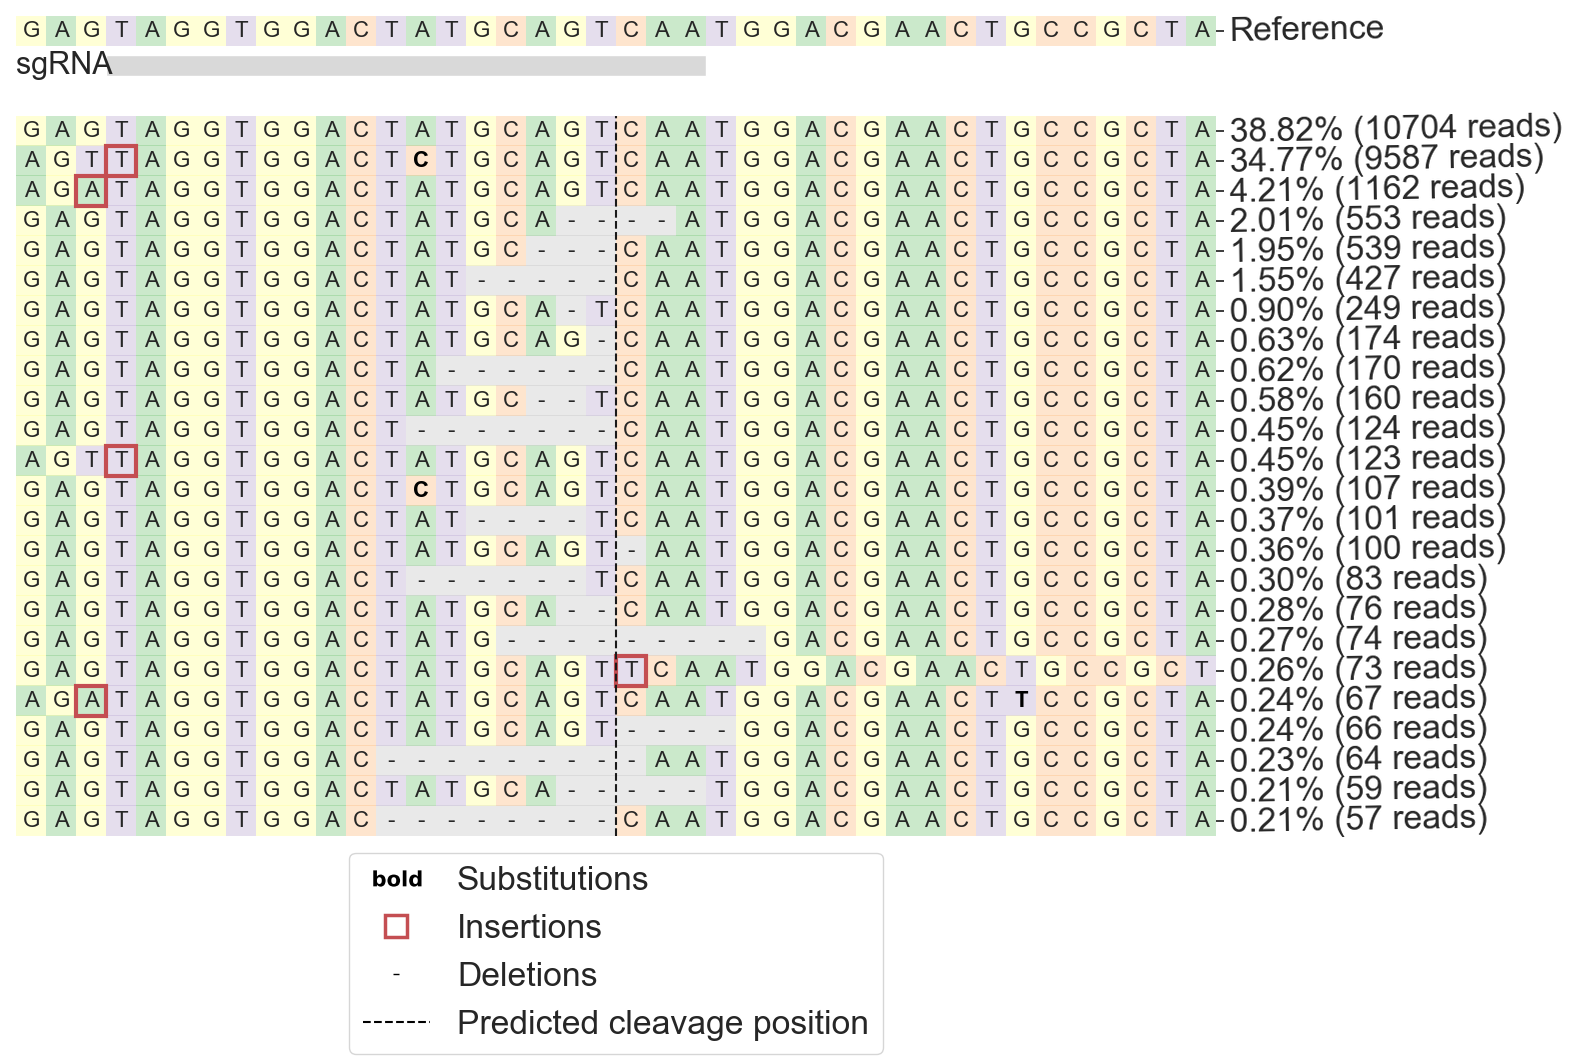 G A G T A G G T G G A C T A T G C A G T C A A T G G A C G A A C T G C C G C T A Reference
sgRNA
G A G T A G G T G G A C T A T G C A G T C A A T G G A C G A A C T G C C G C T A 38.82% (10704 reads)
A G T T A G G T G G A C T C T G C A G T C A A T G G A C G A A C T G C C G C T A 34.77% (9587 reads)
A G A T A G G T G G A C T A T G C A G T C A A T G G A C G A A C T G C C G C T A 4.21% (1162 reads)
G A G T A G G T G G A C T A T G C A - - - - A T G G A C G A A C T G C C G C T A 2.01% (553 reads)
G A G T A G G T G G A C T A T G C - - - C A A T G G A C G A A C T G C C G C T A 1.95% (539 reads)
G A G T A G G T G G A C T A T - - - - - C A A T G G A C G A A C T G C C G C T A 1.55% (427 reads)
G A G T A G G T G G A C T A T G C A - T C A A T G G A C G A A C T G C C G C T A 0.90% (249 reads)
G A G T A G G T G G A C T A T G C A G - C A A T G G A C G A A C T G C C G C T A 0.63% (174 reads)
G A G T A G G T G G A C T A - - - - - - C A A T G G A C G A A C T G C C G C T A 0.62% (170 reads)
G A G T A G G T G G A C T A T G C - - T C A A T G G A C G A A C T G C C G C T A 0.58% (160 reads)
G A G T A G G T G G A C T - - - - - - - C A A T G G A C G A A C T G C C G C T A 0.45% (124 reads)
A G T T A G G T G G A C T A T G C A G T C A A T G G A C G A A C T G C C G C T A 0.45% (123 reads)
G A G T A G G T G G A C T C T G C A G T C A A T G G A C G A A C T G C C G C T A 0.39% (107 reads)
G A G T A G G T G G A C T A T - - - - T C A A T G G A C G A A C T G C C G C T A 0.37% (101 reads)
G A G T A G G T G G A C T A T G C A G T - A A T G G A C G A A C T G C C G C T A 0.36% (100 reads)
G A G T A G G T G G A C T - - - - - - T C A A T G G A C G A A C T G C C G C T A 0.30% (83 reads)
G A G T A G G T G G A C T A T G C A - - C A A T G G A C G A A C T G C C G C T A 0.28% (76 reads)
G A G T A G G T G G A C T A T G - - - - - - - - - G A C G A A C T G C C G C T A 0.27% (74 reads)
G A G T A G G T G G A C T A T G C A G T T C A A T G G A C G A A C T G C C G C T 0.26% (73 reads)
A G A T A G G T G G A C T A T G C A G T C A A T G G A C G A A C T T C C G C T A 0.24% (67 reads)
G A G T A G G T G G A C T A T G C A G T - - - - G G A C G A A C T G C C G C T A 0.24% (66 reads)
G A G T A G G T G G A C - - - - - - - - - A A T G G A C G A A C T G C C G C T A 0.23% (64 reads)
G A G T A G G T G G A C T A T G C A - - - - - T G G A C G A A C T G C C G C T A 0.21% (59 reads)
G A G T A G G T G G A C - - - - - - - - C A A T G G A C G A A C T G C C G C T A 0.21% (57 reads)
bold Substitutions
Insertions
- Deletions
Predicted cleavage position